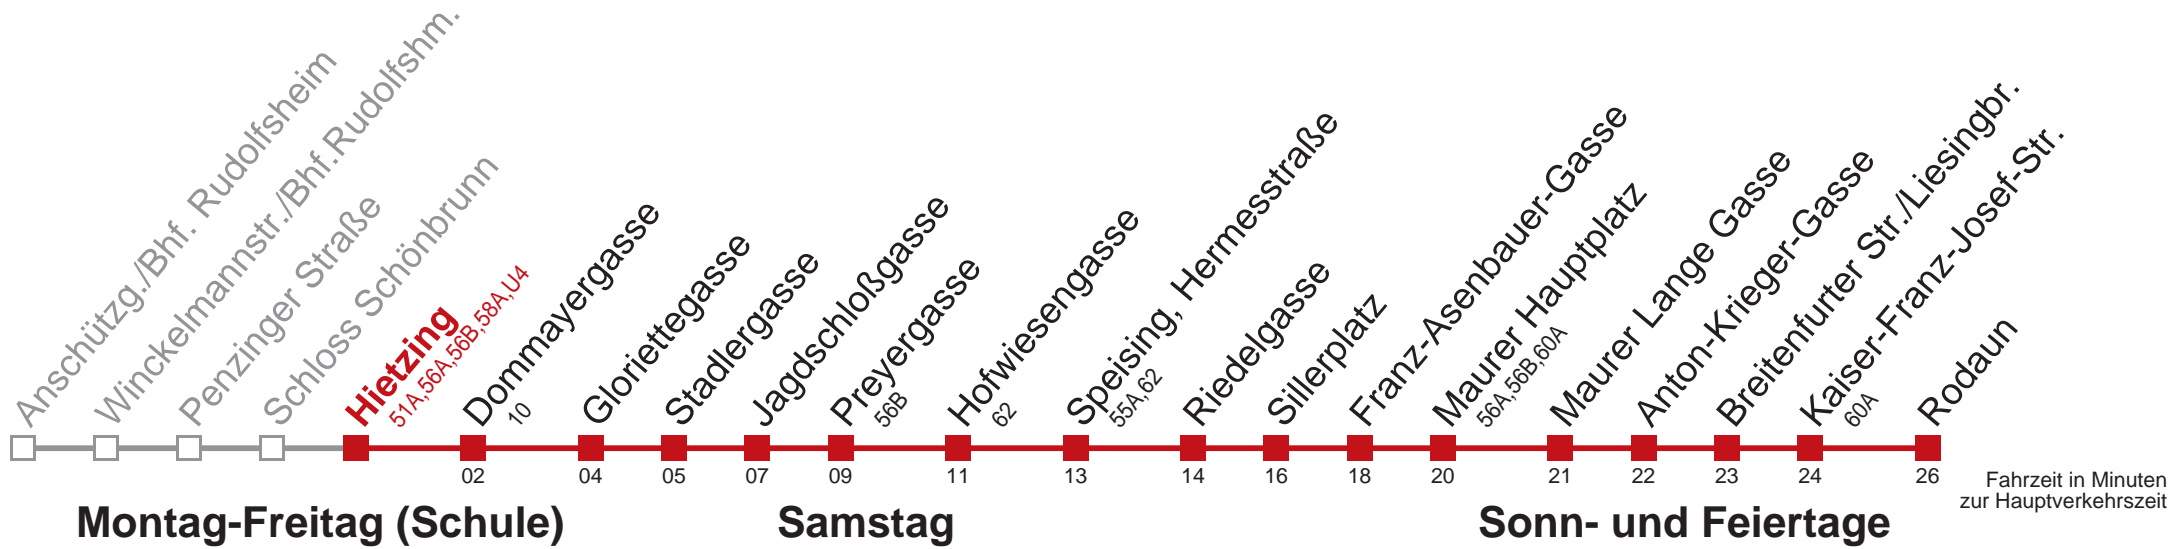 Anschützg./Bhf. Rudolfsheim
Winckelmannstr./Bhf.Rudolfshm.
Penzinger Straße
Schloss Schönbrunn
Hietzing
51A,56A,56B,58A,U4
Dommayergasse
10
Gloriettegasse
Stadlergasse
Jagdschloßgasse
Preyergasse
56B
Hofwiesengasse
62
Speising, Hermesstraße
55A,62
Riedelgasse
Sillerplatz
Franz-Asenbauer-Gasse
Maurer Hauptplatz
56A,56B,60A
Maurer Lange Gasse
Anton-Krieger-Gasse
Breitenfurter Str./Liesingbr.
Kaiser-Franz-Josef-Str.
60A
Rodaun
02 04 05 07 09 11 13 14 16 18 20 21 22 23 24 26
Fahrzeit in Minuten
zur Hauptverkehrszeit
Montag-Freitag (Schule) Samstag Sonn- und Feiertage